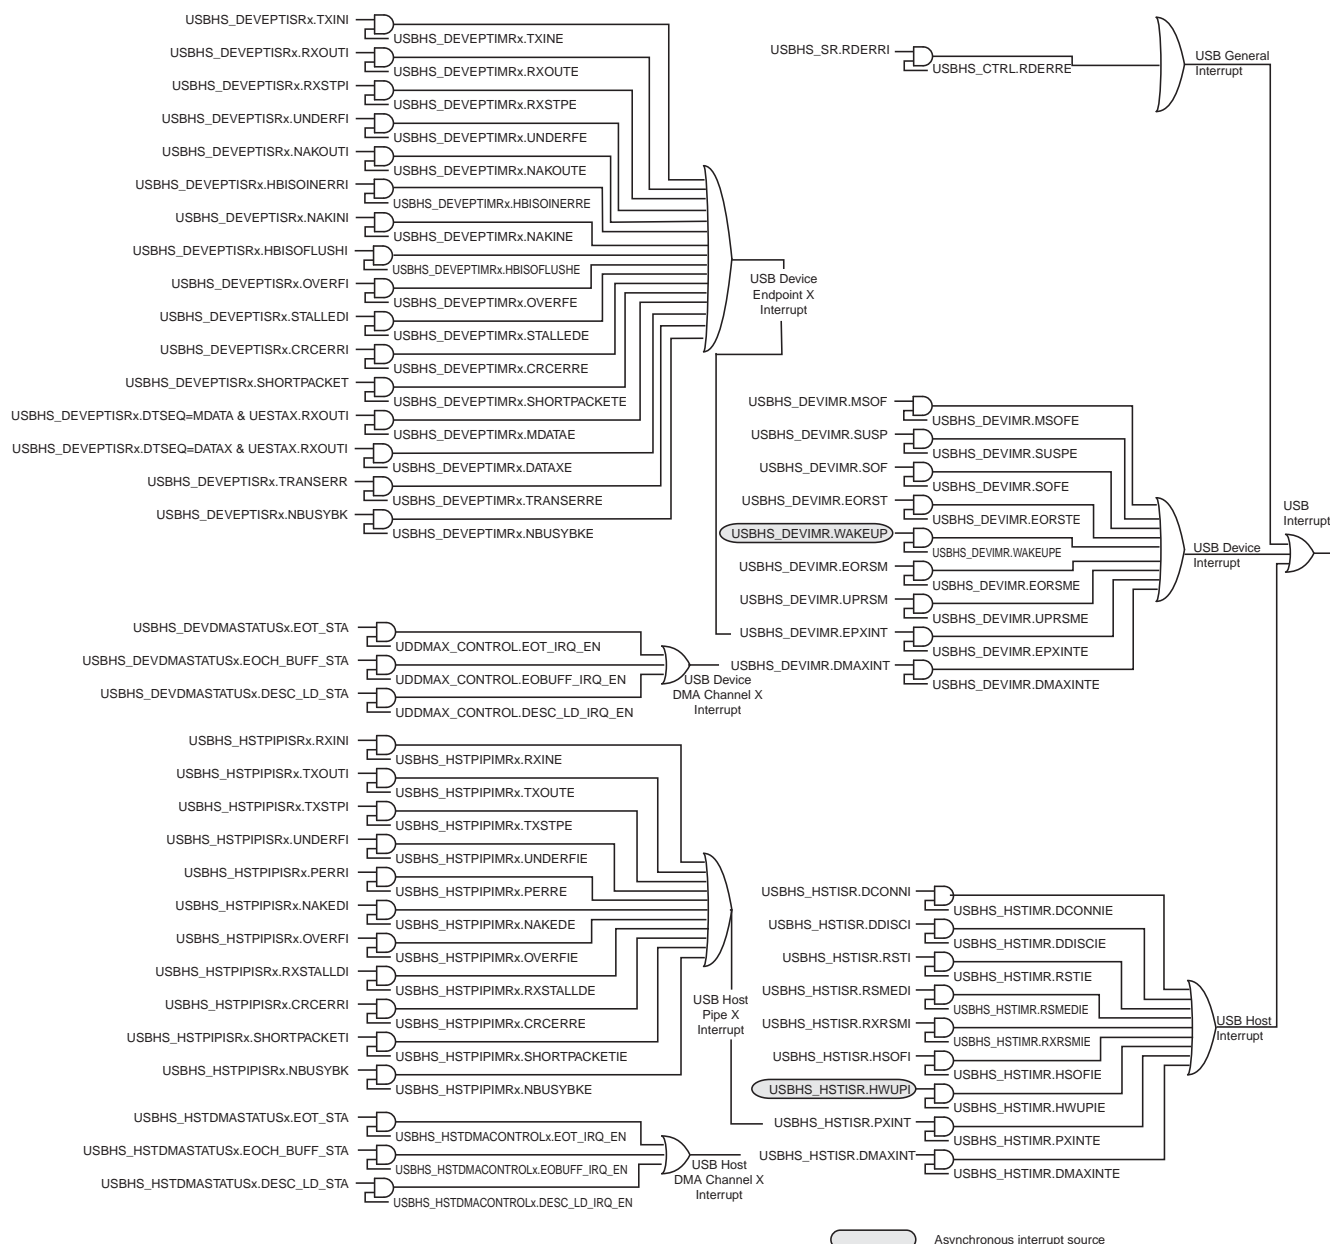 USBHS_DEVEPTISRx.TXINI
USBHS_DEVEPTIMRx.TXINE
USBHS_DEVEPTISRx.RXOUTI
USBHS_DEVEPTIMRx.RXOUTE
USBHS_DEVEPTISRx.RXSTPI
USBHS_DEVEPTIMRx.RXSTPE
USBHS_DEVEPTISRx.UNDERFI
USBHS_DEVEPTIMRx.UNDERFE
USBHS_DEVEPTISRx.NAKOUTI
USBHS_DEVEPTIMRx.NAKOUTE
USBHS_DEVEPTISRx.HBISOINERRI
USBHS_DEVEPTIMRx.HBISOINERRE
USBHS_DEVEPTISRx.NAKINI
USBHS_DEVEPTIMRx.NAKINE
USBHS_DEVEPTISRx.HBISOFLUSHI
USBHS_DEVEPTIMRx.HBISOFLUSHE
USBHS_DEVEPTISRx.OVERFI
USBHS_DEVEPTIMRx.OVERFE
USBHS_DEVEPTISRx.STALLEDI
USBHS_DEVEPTIMRx.STALLEDE
USBHS_DEVEPTISRx.CRCERRI
USBHS_DEVEPTIMRx.CRCERRE
USBHS_DEVEPTISRx.SHORTPACKET
USBHS_DEVEPTIMRx.SHORTPACKETE
USBHS_DEVEPTISRx.DTSEQ=MDATA & UESTAX.RXOUTI
USBHS_DEVEPTIMRx.MDATAE
USBHS_DEVEPTISRx.DTSEQ=DATAX & UESTAX.RXOUTI
USBHS_DEVEPTIMRx.DATAXE
USBHS_DEVEPTISRx.TRANSERR
USBHS_DEVEPTIMRx.TRANSERRE
USBHS_DEVEPTISRx.NBUSYBK
USBHS_DEVEPTIMRx.NBUSYBKE
USB Device
Endpoint X
Interrupt
USBHS_SR.RDERRI
USBHS_CTRL.RDERRE
USB General
Interrupt
USBHS_DEVIMR.MSOF
USBHS_DEVIMR.MSOFE
USBHS_DEVIMR.SUSP
USBHS_DEVIMR.SUSPE
USBHS_DEVIMR.SOF
USBHS_DEVIMR.SOFE
USBHS_DEVIMR.EORST
USBHS_DEVIMR.EORSTE
USBHS_DEVIMR.WAKEUP
USBHS_DEVIMR.WAKEUPE
USBHS_DEVIMR.EORSM
USBHS_DEVIMR.EORSME
USBHS_DEVIMR.UPRSM
USBHS_DEVIMR.UPRSME
USBHS_DEVIMR.EPXINT
USBHS_DEVIMR.EPXINTE
USBHS_DEVIMR.DMAXINT
USBHS_DEVIMR.DMAXINTE
USB Device
Interrupt
USB
Interrupt
USBHS_DEVDMASTATUSx.EOT_STA
UDDMAX_CONTROL.EOT_IRQ_EN
USBHS_DEVDMASTATUSx.EOCH_BUFF_STA
UDDMAX_CONTROL.EOBUFF_IRQ_EN
USBHS_DEVDMASTATUSx.DESC_LD_STA
UDDMAX_CONTROL.DESC_LD_IRQ_EN
USB Device
DMA Channel X
Interrupt
USBHS_HSTPIPISRx.RXINI
USBHS_HSTPIPIMRx.RXINE
USBHS_HSTPIPISRx.TXOUTI
USBHS_HSTPIPIMRx.TXOUTE
USBHS_HSTPIPISRx.TXSTPI
USBHS_HSTPIPIMRx.TXSTPE
USBHS_HSTPIPISRx.UNDERFI
USBHS_HSTPIPIMRx.UNDERFIE
USBHS_HSTPIPISRx.PERRI
USBHS_HSTPIPIMRx.PERRE
USBHS_HSTPIPISRx.NAKEDI
USBHS_HSTPIPIMRx.NAKEDE
USBHS_HSTPIPISRx.OVERFI
USBHS_HSTPIPIMRx.OVERFIE
USBHS_HSTPIPISRx.RXSTALLDI
USBHS_HSTPIPIMRx.RXSTALLDE
USBHS_HSTPIPISRx.CRCERRI
USBHS_HSTPIPIMRx.CRCERRE
USBHS_HSTPIPISRx.SHORTPACKETI
USBHS_HSTPIPIMRx.SHORTPACKETIE
USBHS_HSTPIPISRx.NBUSYBK
USBHS_HSTPIPIMRx.NBUSYBKE
USB Host
Pipe X
Interrupt
USBHS_HSTISR.DCONNI
USBHS_HSTIMR.DCONNIE
USBHS_HSTISR.DDISCI
USBHS_HSTIMR.DDISCIE
USBHS_HSTISR.RSTI
USBHS_HSTIMR.RSTIE
USBHS_HSTISR.RSMEDI
USBHS_HSTIMR.RSMEDIE
USBHS_HSTISR.RXRSMI
USBHS_HSTIMR.RXRSMIE
USBHS_HSTISR.HSOFI
USBHS_HSTIMR.HSOFIE
USBHS_HSTISR.HWUPI
USBHS_HSTIMR.HWUPIE
USBHS_HSTISR.PXINT
USBHS_HSTIMR.PXINTE
USBHS_HSTISR.DMAXINT
USBHS_HSTIMR.DMAXINTE
USB Host
Interrupt
USBHS_HSTDMASTATUSx.EOT_STA
USBHS_HSTDMACONTROLx.EOT_IRQ_EN
USBHS_HSTDMASTATUSx.EOCH_BUFF_STA
USBHS_HSTDMACONTROLx.EOBUFF_IRQ_EN
USBHS_HSTDMASTATUSx.DESC_LD_STA
USBHS_HSTDMACONTROLx.DESC_LD_IRQ_EN
USB Host
DMA Channel X
Interrupt
Asynchronous interrupt source